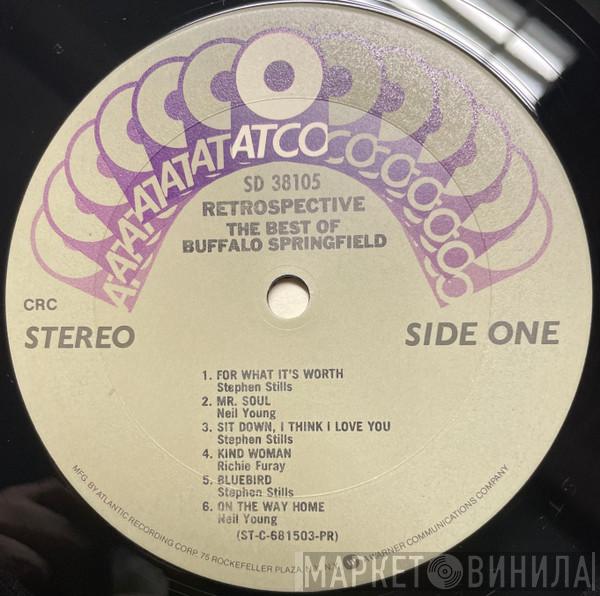 ATATATATATATCOCOCOCOCOCO
SD 38105
RETROSPECTIVE
THE BEST OF
BUFFALO SPRINGFIELD
CRC
STEREO
SIDE ONE
1. FOR WHAT IT'S WORTH
Stephen Stills
2. MR. SOUL
Neil Young
3. SIT DOWN, I THINK I LOVE YOU
Stephen Stills
4. KIND WOMAN
Richie Furay
5. BLUEBIRD
Stephen Stills
6. ON THE WAY HOME
Neil Young
(ST-C-681503-PR)
MFG. BY ATLANTIC RECORDING CORP. 75 ROCKEFELLER PLAZA, N.Y., N.Y. WARNER COMMUNICATIONS COMPANY
МАРКЕТ ВИНИЛА